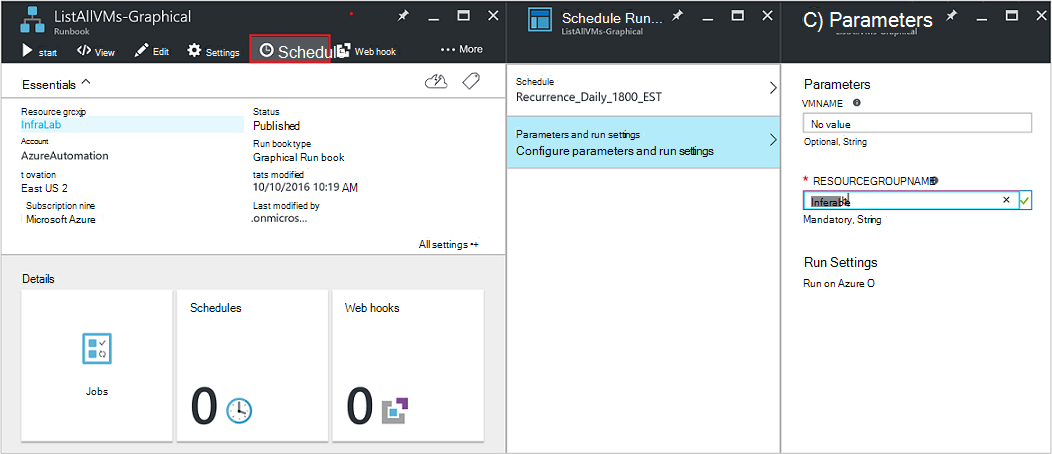 ListAllVMs-Graphical
Runbook
start
View
Edit
Settings
Schedule
Web hook
More
Essentials
Resource grcxjp
InfraLab
Account
AzureAutomation
t ovation
East US 2
Subscription nine
Microsoft Azure
Status
Published
Run book type
Graphical Run book
tats modified
10/10/2016 10:19 AM
Last modified by
.onmicros...
All settings
Details
Jobs
Schedules
0
Web hooks
0
Schedule Run...
ListAllVMs-Graphical
Schedule
Recurrence_Daily_1800_EST
Parameters and run settings
Configure parameters and run settings
C) Parameters
Parameters
VMNAME
No value
Optional, String
* RESOURCEGROUPNAME
Mandatory, String
Run Settings
Run on Azure O